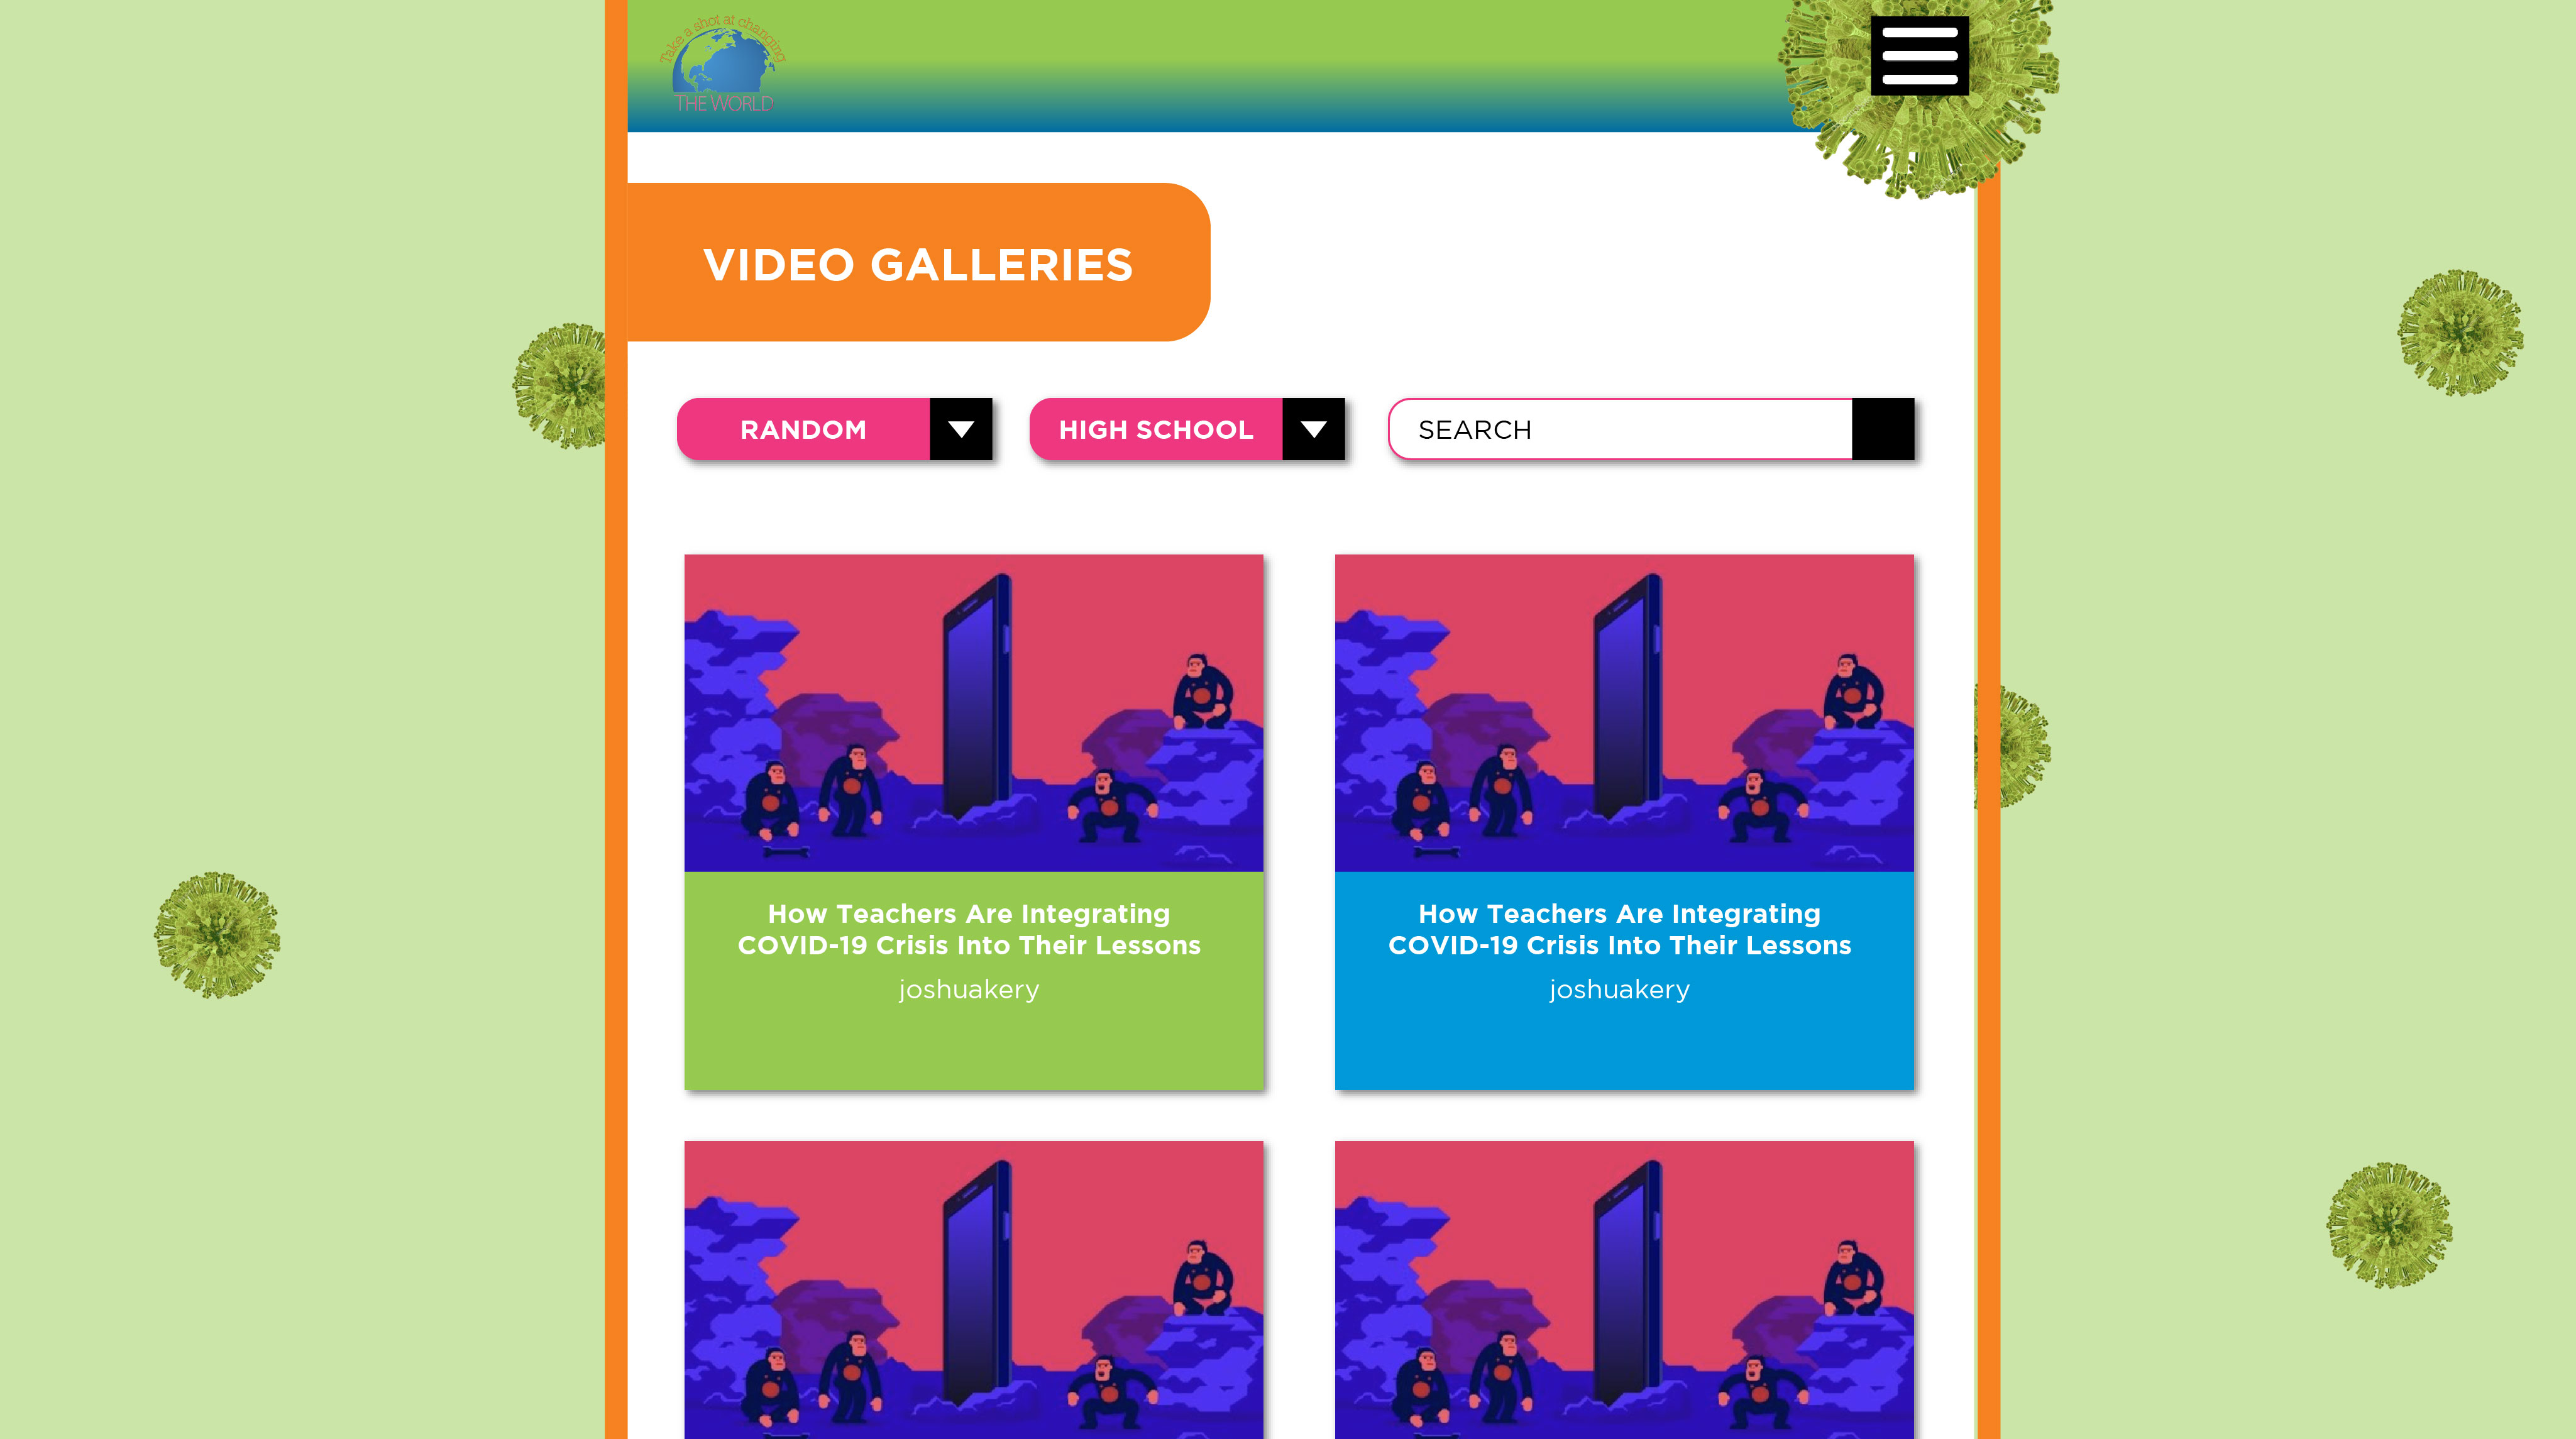 Take a shot at changing
THE WORLD
VIDEO GALLERIES
RANDOM
HIGH SCHOOL
SEARCH
How Teachers Are Integrating
COVID-19 Crisis Into Their Lessons
joshuakery
How Teachers Are Integrating
COVID-19 Crisis Into Their Lessons
joshuakery